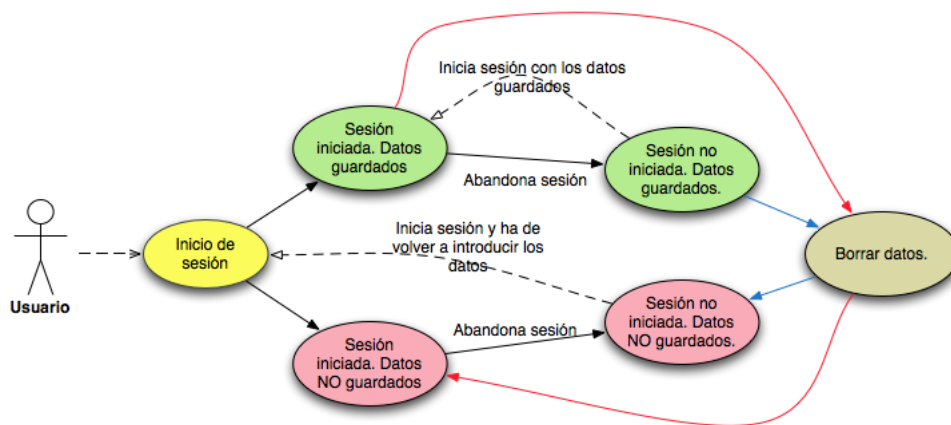 Inicia sesión con los datos
guardados
Sesión
iniciada. Datos
guardados
Abandona sesión
Sesión no
iniciada. Datos
guardados.
Usuario
Inicio de
sesión
Inicia sesión y ha de
volver a introducir los
datos
Borrar datos.
Sesión
iniciada. Datos
NO guardados
Abandona sesión
Sesión no
iniciada. Datos
NO guardados.